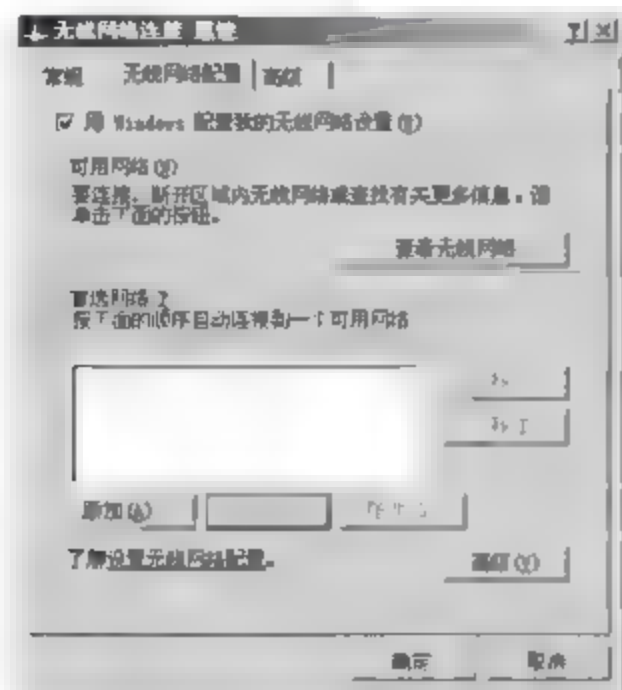 无线网络连接 属性
常规 无线网络配置 高级
用 Windows 配置我的无线网络设置
可用网络
要连接、断开区域内无线网络或查找有关更多信息，请
单击下面的按钮。
查看无线网络
首选网络
按下面的顺序自动连接到一个可用网络
添加(A)
了解设置无线网络配置。
高级(V)
确定 取消